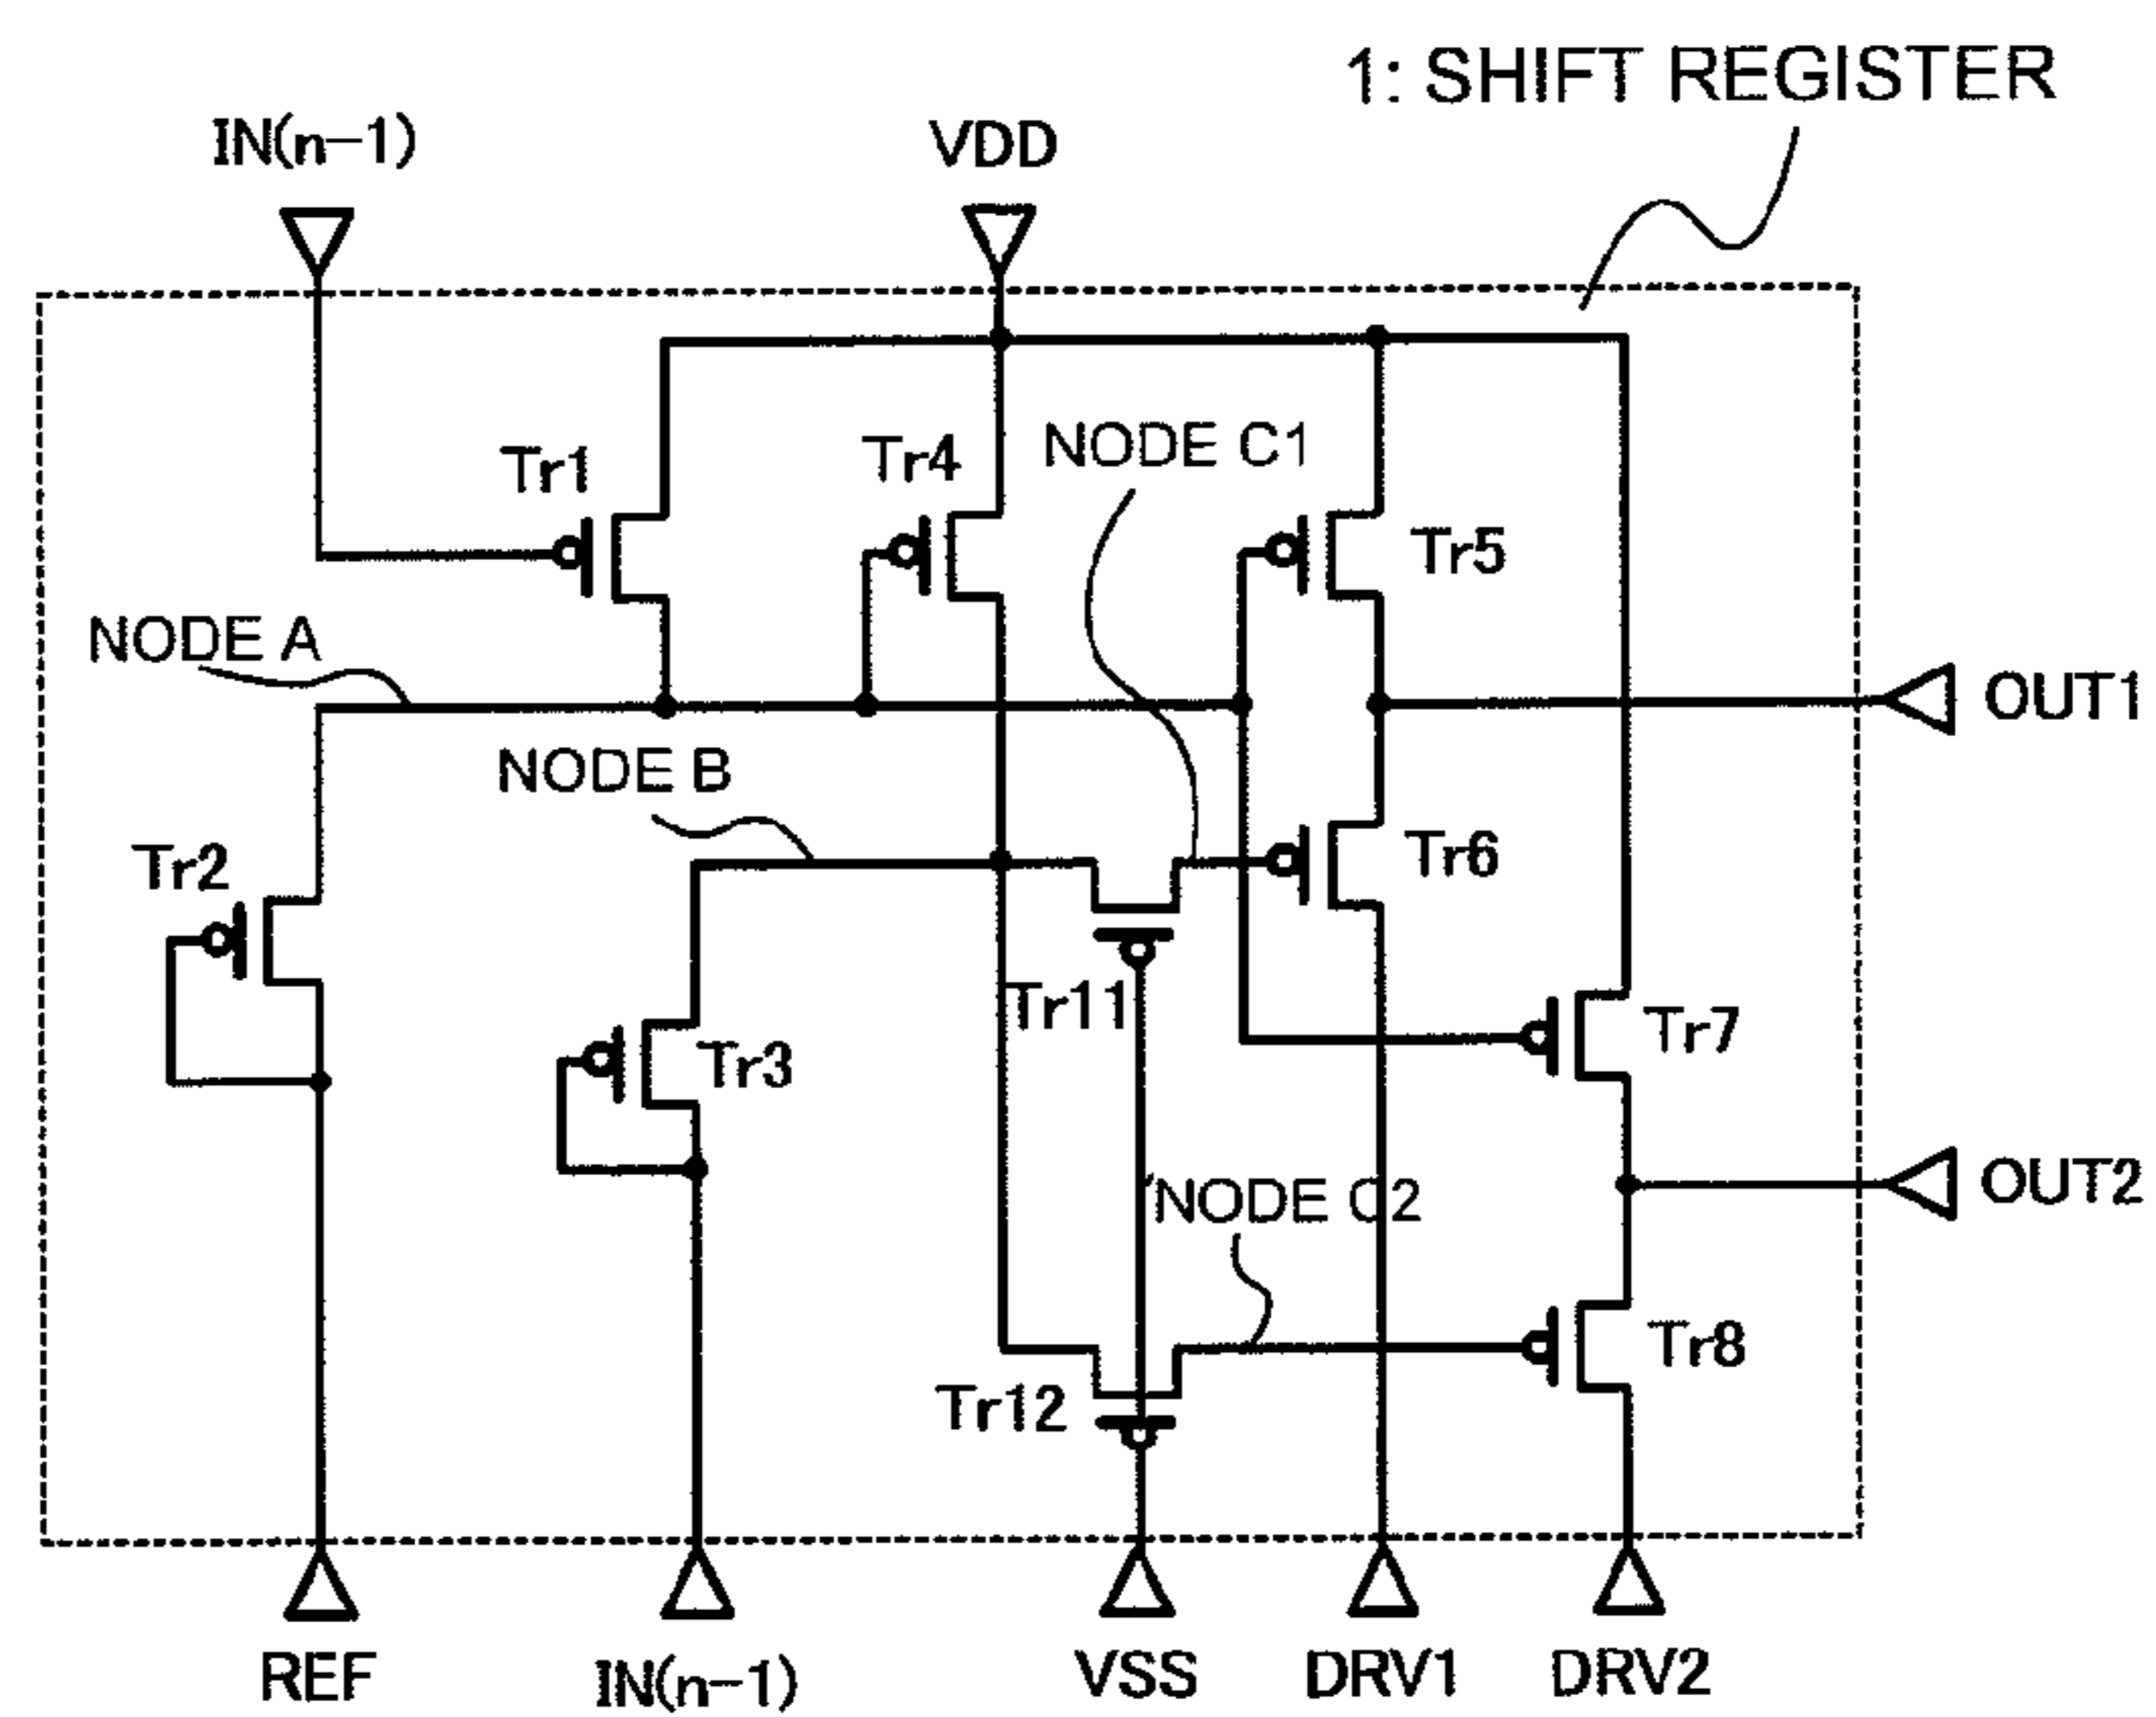 1: SHIFT REGISTER
IN(n-1)
VDD
Tr1
Tr4
NODE C1
Tr5
NODE A
OUT1
NODE B
Tr2
Tr6
Tr11
Tr3
Tr7
NODE C2
OUT2
Tr12
Tr8
REF
IN(n-1)
VSS
DRV1
DRV2